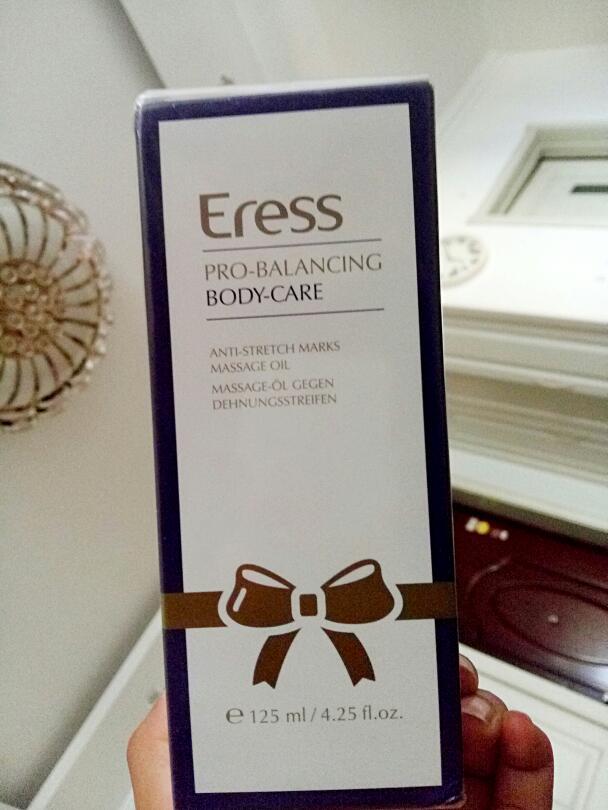 Eress
PRO-BALANCING
BODY-CARE
ANTI-STRETCH MARKS
MASSAGE OIL
MASSAGE-ÖL GEGEN
DEHNUNGSSTREIFEN
℮ 125 ml / 4.25 fl.oz.